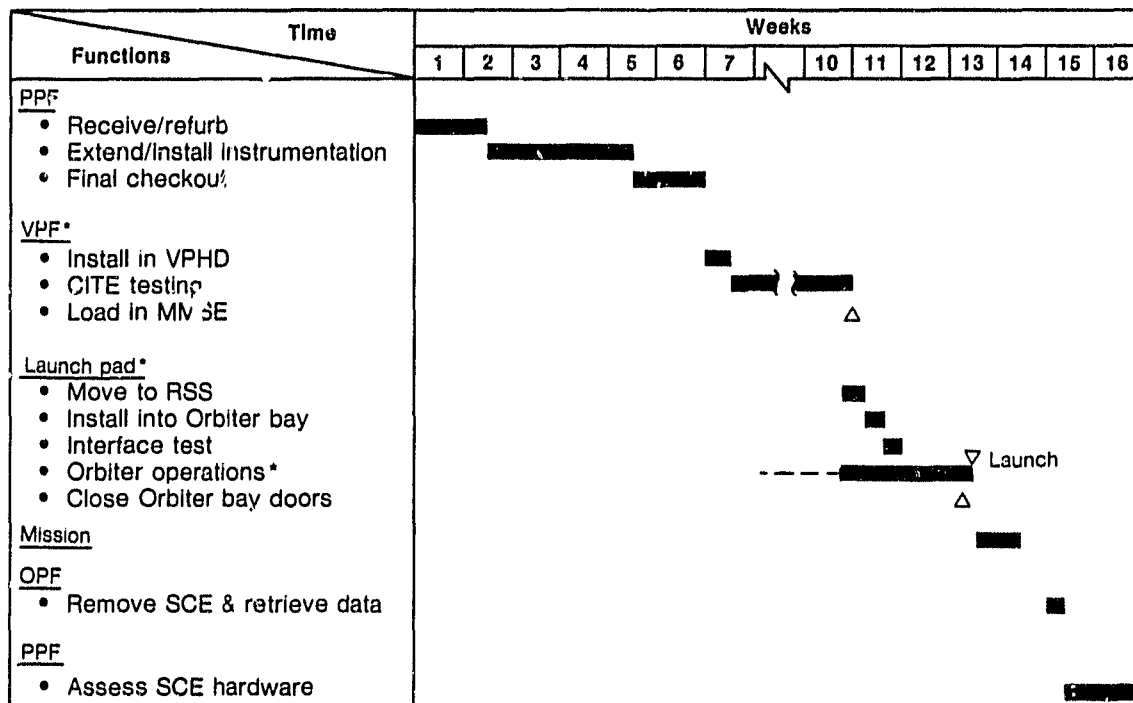 Time
Functions
Weeks
1 2 3 4 5 6 7 10 11 12 13 14 15 16
PPF
• Receive/refurb
• Extend/Install Instrumentation
• Final checkout
VPF*
• Install in VPHD
• CITE testing
• Load in MMSE
Launch pad*
• Move to RSS
• Install into Orbiter bay
• Interface test
• Orbiter operations*
• Close Orbiter bay doors
Launch
Mission
OPF
• Remove SCE & retrieve data
PPF
• Assess SCE hardware